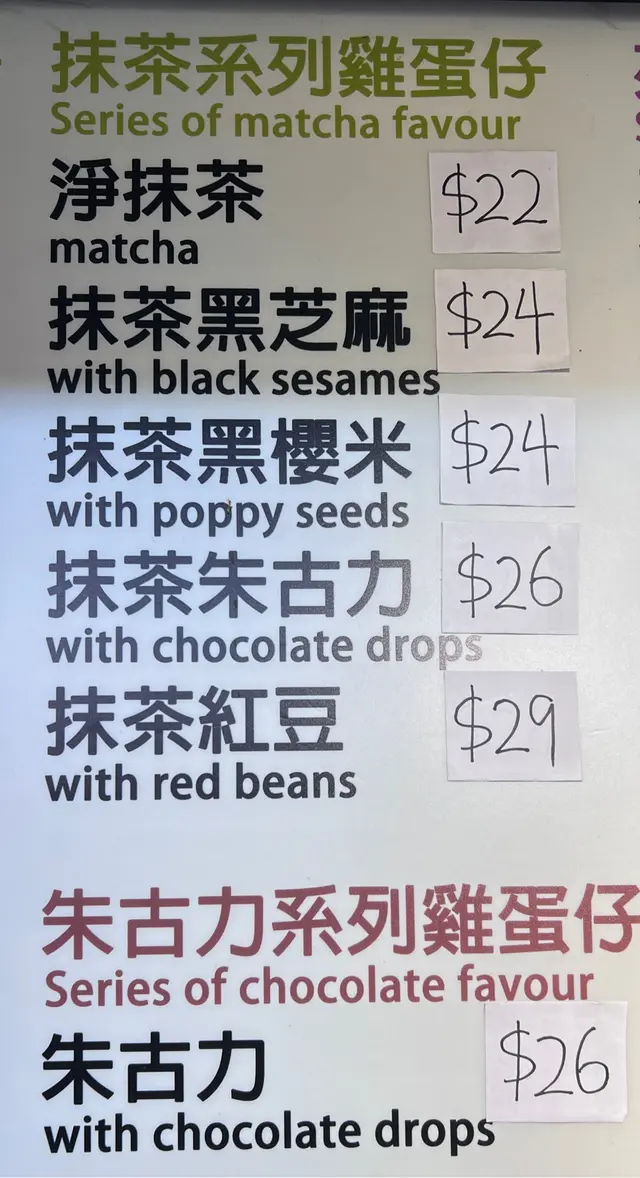 抹茶系列雞蛋仔
Series of matcha favour
淨抹茶
$22
matcha
抹茶黑芝麻
$24
with black sesames
抹茶黑櫻米
$24
with poppy seeds
抹茶朱古力
$26
with chocolate drops
抹茶紅豆
$29
with red beans
朱古力系列雞蛋仔
Series of chocolate favour
朱古力
$26
with chocolate drops